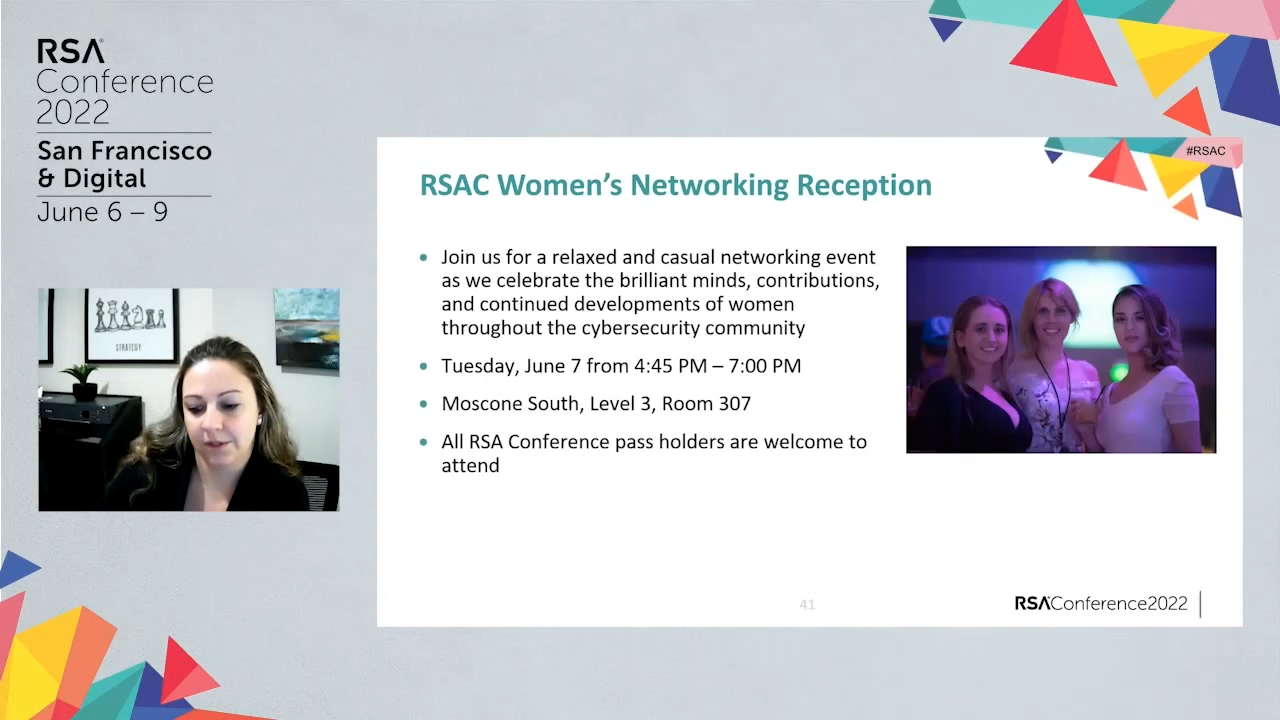 RSA
Conference
2022
San Francisco
& Digital
June 6 – 9
STRATEGY
#RSAC
RSAC Women's Networking Reception
• Join us for a relaxed and casual networking event
as we celebrate the brilliant minds, contributions,
and continued developments of women
throughout the cybersecurity community
• Tuesday, June 7 from 4:45 PM – 7:00 PM
• Moscone South, Level 3, Room 307
• All RSA Conference pass holders are welcome to
attend
41
RSAConference2022